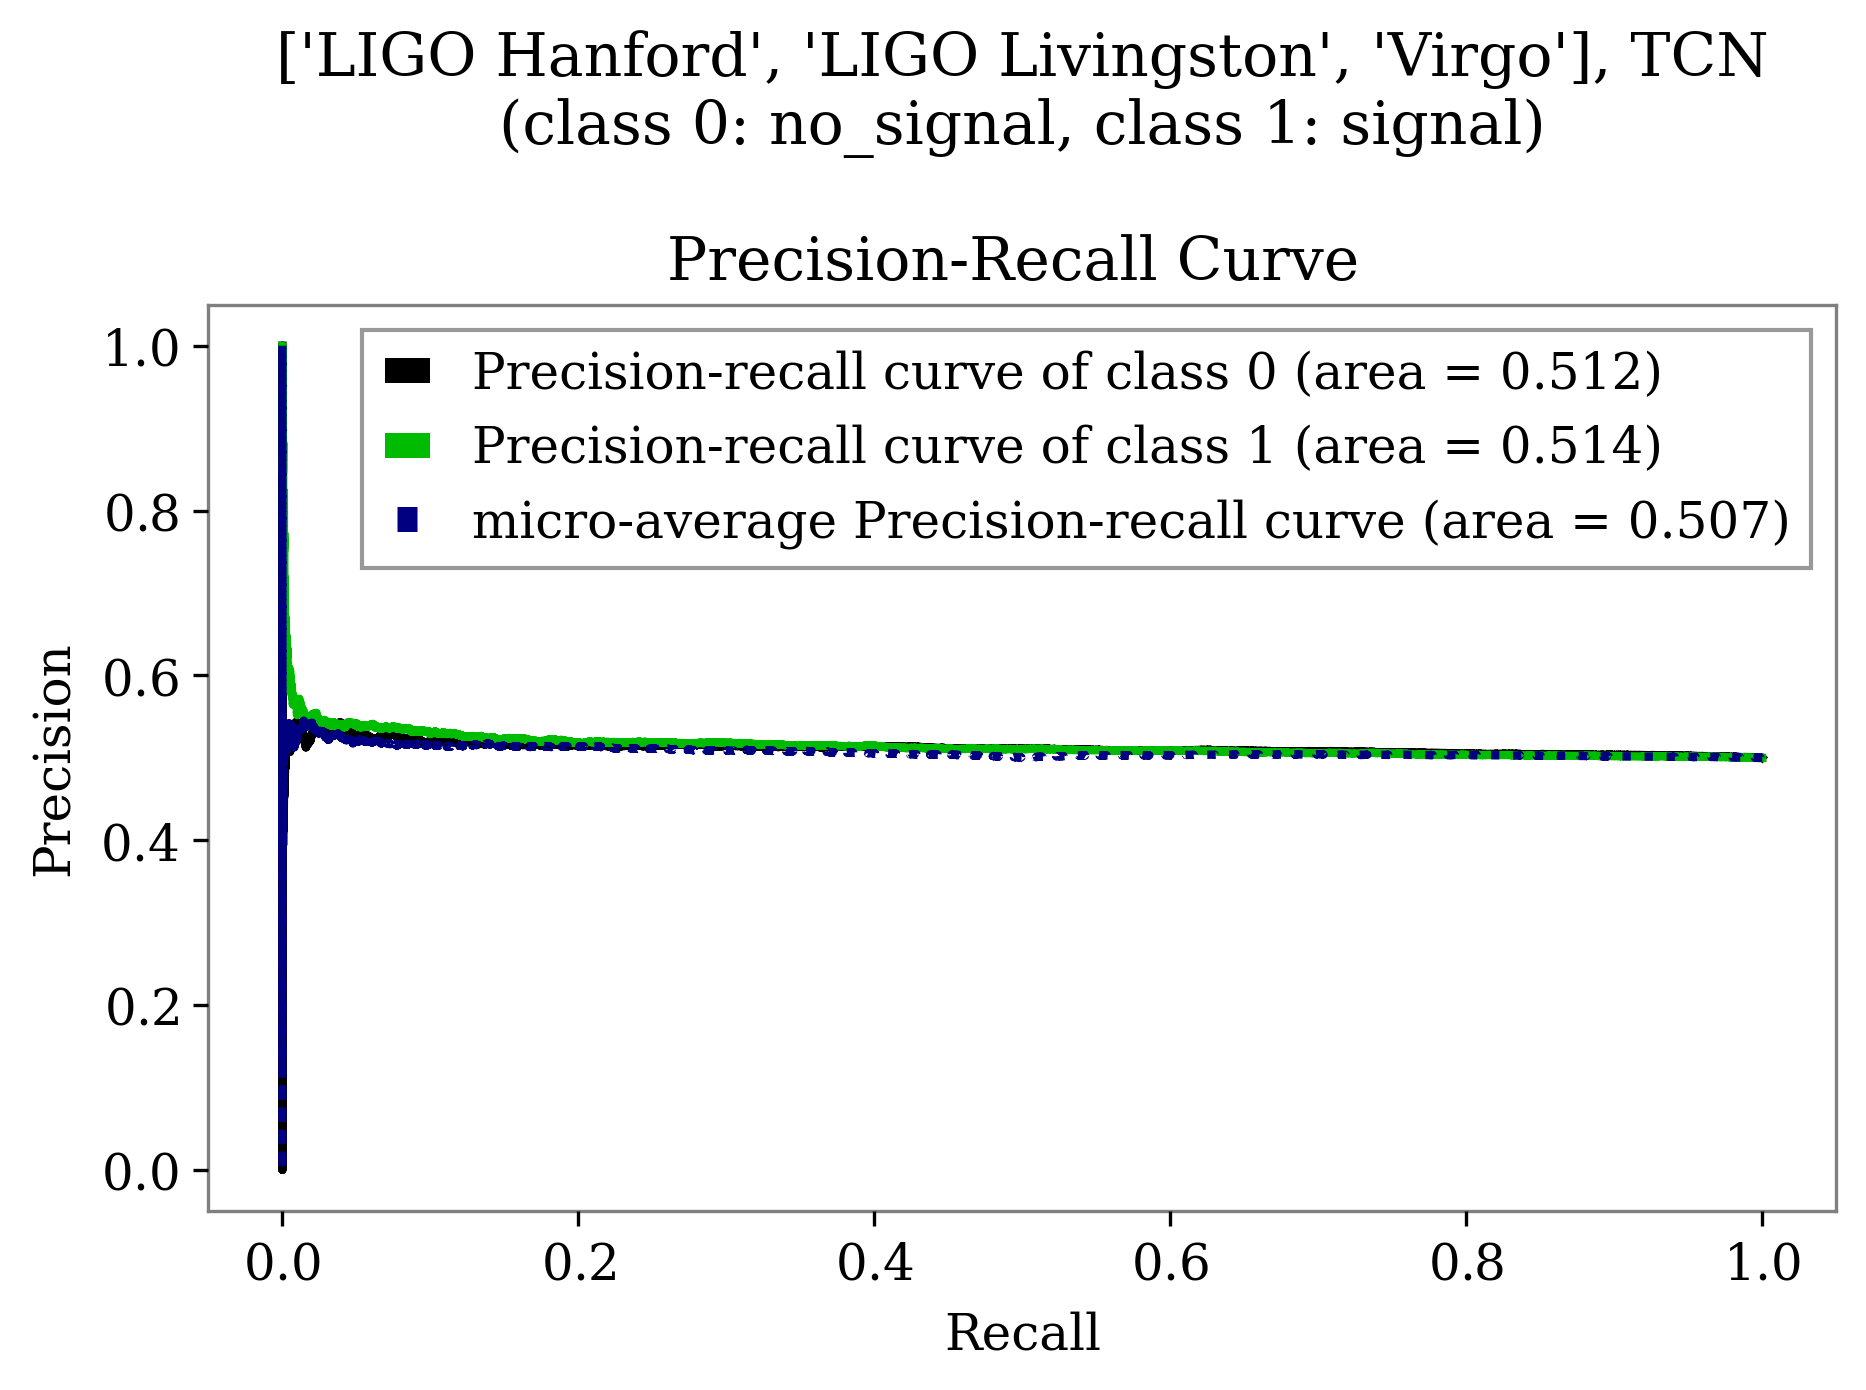 ['LIGO Hanford', 'LIGO Livingston', 'Virgo'], TCN
(class 0: no_signal, class 1: signal)
Precision-Recall Curve
Precision-recall curve of class 0 (area = 0.512)
Precision-recall curve of class 1 (area = 0.514)
micro-average Precision-recall curve (area = 0.507)
Precision
1.0
0.8
0.6
0.4
0.2
0.0
0.0 0.2 0.4 0.6 0.8 1.0
Recall